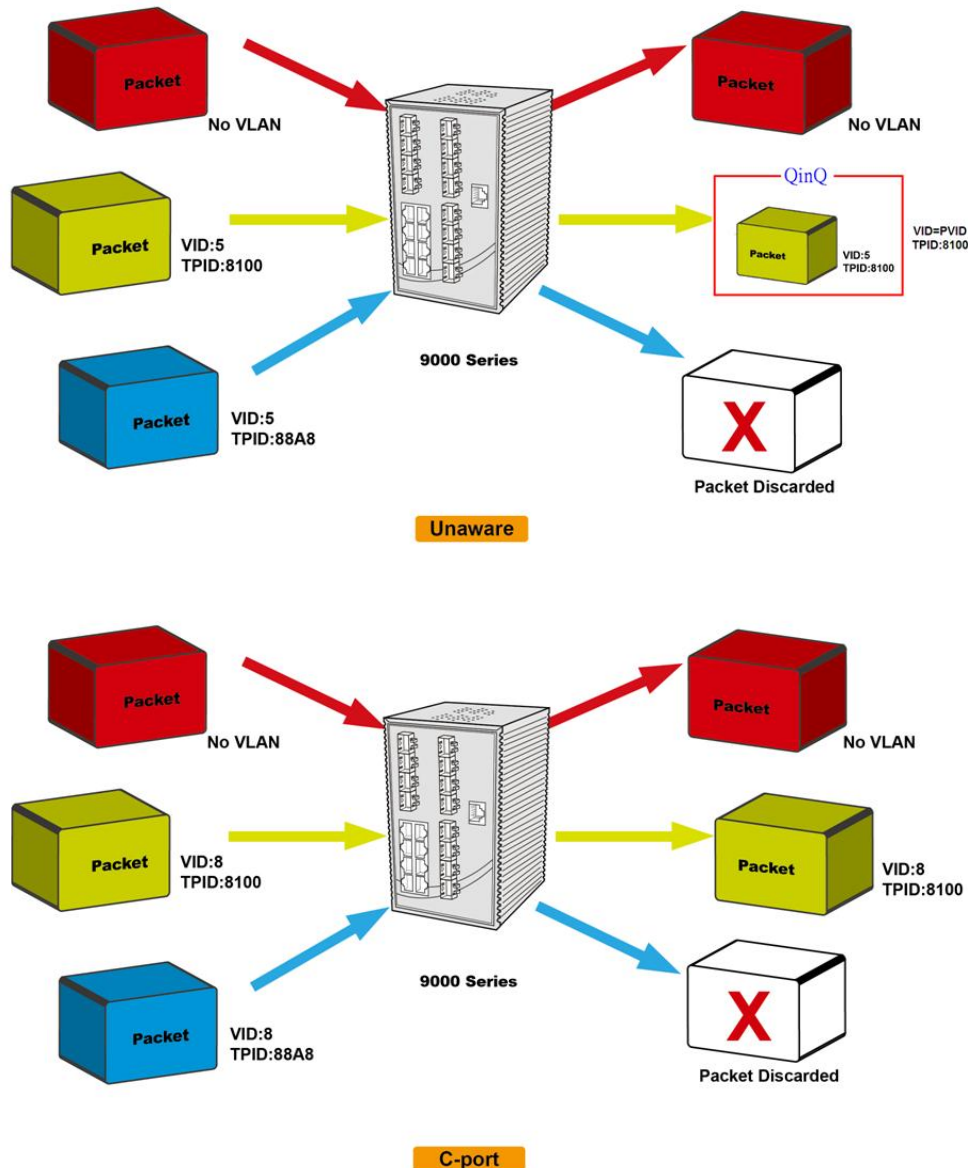 Packet
No VLAN
Packet
VID:5
TPID:8100
Packet
VID:5
TPID:88A8
9000 Series
Packet
No VLAN
QinQ
Packet
VID:5
TPID:8100
VID=PVID
TPID:8100
X
Packet Discarded
Unaware
Packet
No VLAN
Packet
VID:8
TPID:8100
Packet
VID:8
TPID:88A8
9000 Series
Packet
No VLAN
Packet
VID:8
TPID:8100
X
Packet Discarded
C-port